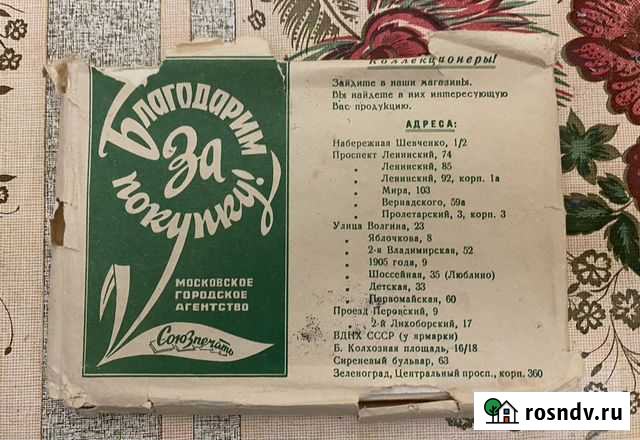 Благодарим
За
покупку!
МОСКОВСКОЕ
ГОРОДСКОЕ
АГЕНТСТВО
Союзпечать
Коллекционеры!
Зайдите в наши магазины.
Вы найдете в них интересующую
Вас продукцию.
АДРЕСА:
Набережная Шевченко, 1/2
Проспект Ленинский, 74
„ Ленинский, 85
„ Ленинский, 92, корп. 1а
„ Мира, 103
„ Вернадского, 59а
„ Пролетарский, 3, корп. 3
Улица Волгина, 23
„ Яблочкова, 8
„ 2-я Владимирская, 52
„ 1905 года, 9
„ Шоссейная, 35 (Люблино)
„ Детская, 33
„ Первомайская, 60
Проезд Перовский, 9
„ 2-й Лихоборский, 17
ВДНХ СССР (у ярмарки)
Б. Колхозная площадь, 16/18
Сиреневый бульвар, 63
Зеленоград, Центральный просп., корп. 360
rosndv.ru